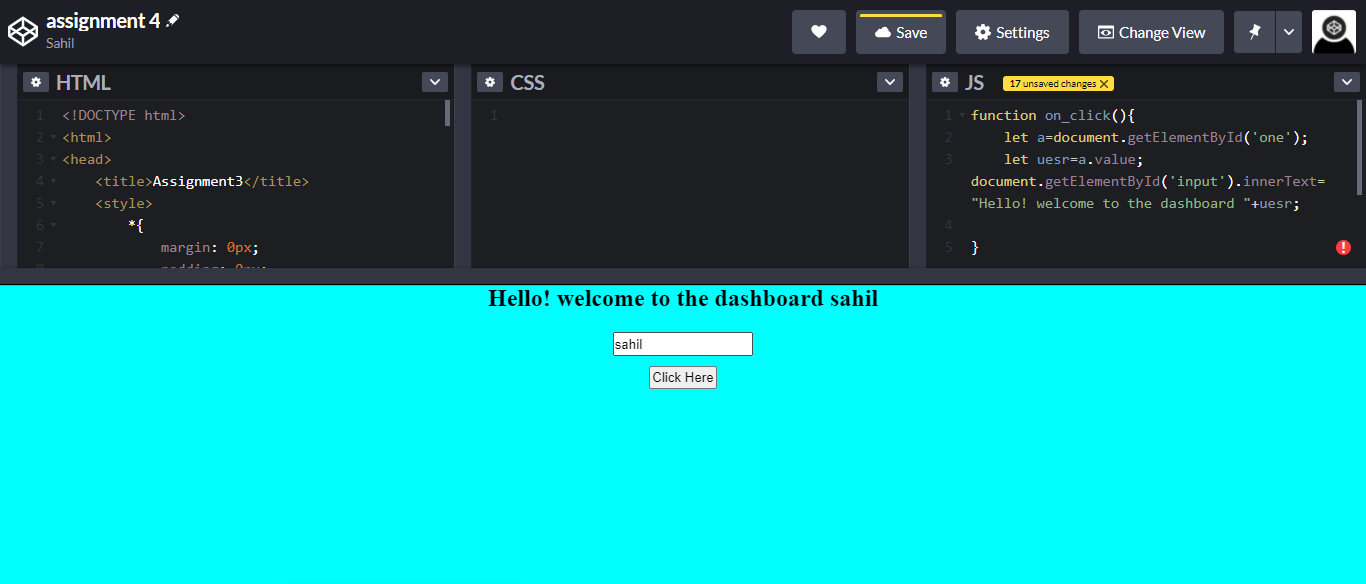 assignment 4
Sahil
Save
Settings
Change View
HTML
1 <!DOCTYPE html>
2 <html>
3 <head>
4     <title>Assignment3</title>
5     <style>
6         *{
7             margin: 0px;
8             padding: 0px;
CSS
1
JS
17 unsaved changes X
1 function on_click(){
2     let a=document.getElementById('one');
3     let uesr=a.value;
document.getElementById('input').innerText=
"Hello! welcome to the dashboard "+uesr;
4
5 }
Hello! welcome to the dashboard sahil
sahil
Click Here